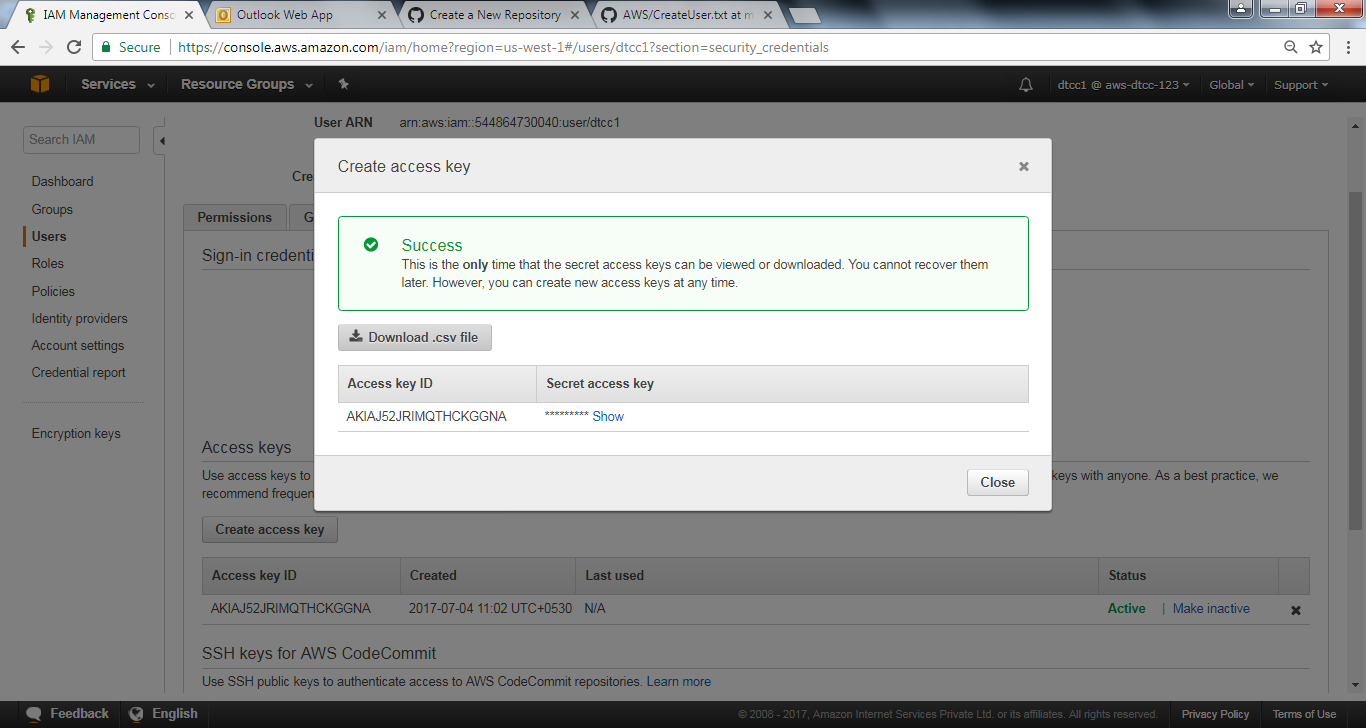 IAM Management Conso
Outlook Web App
Create a New Repository
AWS/CreateUser.txt at m
Secure
https://console.aws.amazon.com/iam/home?region=us-west-1#/users/dtcc1?section=security_credentials
Services
Resource Groups
dtcc1 @ aws-dtcc-123
Global
Support
Search IAM
Dashboard
Groups
Users
Roles
Policies
Identity providers
Account settings
Credential report
Encryption keys
User ARN arn:aws:iam::544864730040:user/dtcc1
Cre
Permissions
G
Sign-in credenti
Create access key
Success
This is the only time that the secret access keys can be viewed or downloaded. You cannot recover them
later. However, you can create new access keys at any time.
Download .csv file
Access key ID Secret access key
AKIAJ52JRIMQTHCKGGNA ********* Show
Close
Access keys
Use access keys to keys with anyone. As a best practice, we
recommend frequen
Create access key
Access key ID Created Last used Status
AKIAJ52JRIMQTHCKGGNA 2017-07-04 11:02 UTC+0530 N/A Active | Make inactive
SSH keys for AWS CodeCommit
Use SSH public keys to authenticate access to AWS CodeCommit repositories. Learn more
Feedback
English
© 2008 - 2017, Amazon Internet Services Private Ltd. or its affiliates. All rights reserved.
Privacy Policy
Terms of Use